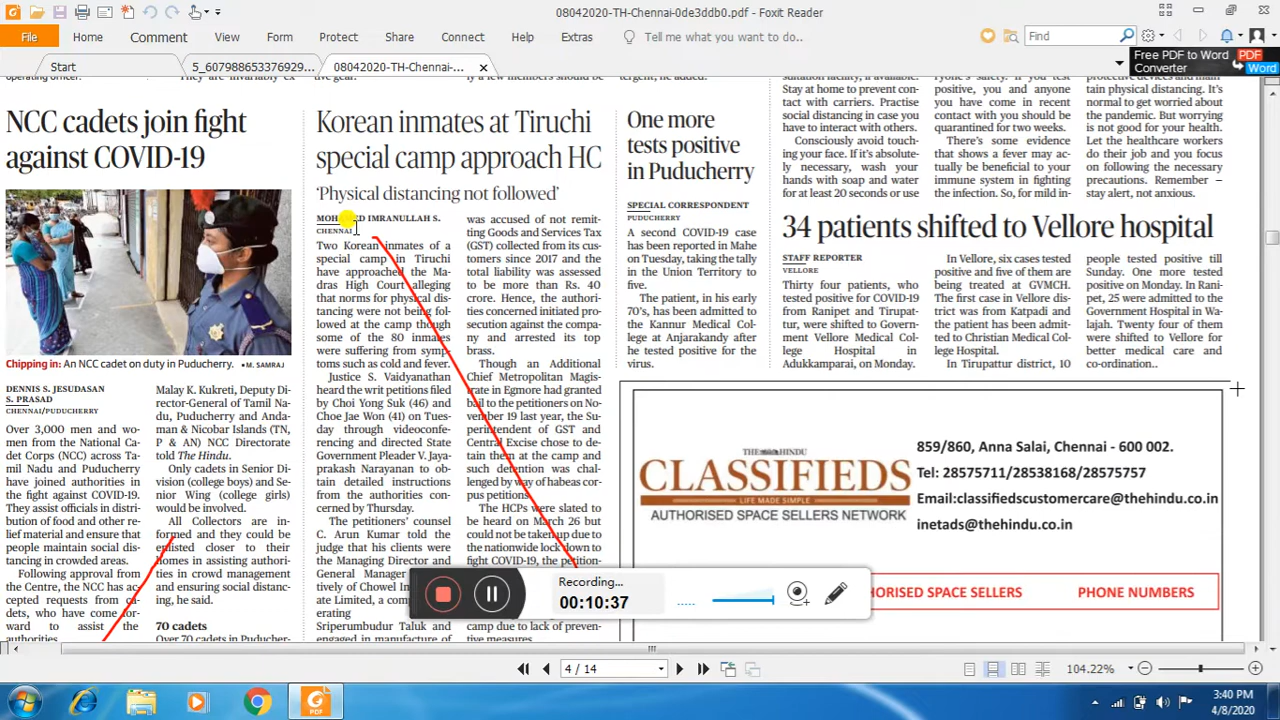 08042020-TH-Chennai-0de3ddb0.pdf - Foxit Reader
File Home Comment View Form Protect Share Connect Help Extras Tell me what you want to do.. Find
Start 5_607988653376929... 08042020-TH-Chennai-...
Free PDF to Word
Converter
PDF
Word
NCC cadets join fight
against COVID-19
Chipping in: An NCC cadet on duty in Puducherry. • M. SAMRAJ
DENNIS S. JESUDASAN
S. PRASAD
CHENNAI/PUDUCHERRY
Over 3,000 men and wo-
men from the National Ca-
det Corps (NCC) across Ta-
mil Nadu and Puducherry
have joined authorities in
the fight against COVID-19.
They assist officials in dist-
ribution of food and other re-
lief material and ensure that
people maintain social dis-
tancing in crowded areas.
Following approval from
the Centre, the NCC has ac-
cepted requests from ca-
dets, who have come for-
ward to assist the
authorities.
Malay K. Kukreti, Deputy Di-
rector-General of Tamil Na-
du, Puducherry and Anda-
man & Nicobar Islands (TN,
P & AN) NCC Directorate
told The Hindu.
Only cadets in Senior Di-
vision (college boys) and Se-
nior Wing (college girls)
would be involved.
All Collectors are in-
formed and they could be
enlisted closer to their
homes in assisting authori-
ties in crowd management
and ensuring social distanc-
ing, he said.
70 cadets
Over 70 cadets in Puducher-
Korean inmates at Tiruchi
special camp approach HC
‘Physical distancing not followed’
IMRANULLAH S.
CHENNAI
Two Korean inmates of a
special camp in Tiruchi
have approached the Ma-
dras High Court alleging
that norms for physical dis-
tancing were not being fol-
lowed at the camp though
some of the 80 inmates
were suffering from symp-
toms such as cold and fever.
Justice S. Vaidyanathan
heard the writ petitions filed
by Choi Yong Suk (46) and
Choe Jae Won (41) on Tues-
day through videoconfe-
rencing and directed State
Government Pleader V. Jaya-
prakash Narayanan to ob-
tain detailed instructions
from the authorities con-
cerned by Thursday.
The petitioners’ counsel
C. Arun Kumar told the
judge that his clients were
the Managing Director and
General Manager
tively of Chowel In
ate Limited, a comp
erating
Sriperumbudur Taluk and
engaged in manufacture of
was accused of not remit-
ting Goods and Services Tax
(GST) collected from its cus-
tomers since 2017 and the
total liability was assessed
to be more than Rs. 40
crore. Hence, the authori-
ties concerned initiated pro-
secution against the compa-
ny and arrested its top
brass.
Though an Additional
Chief Metropolitan Magis-
trate in Egmore had granted
bail to the petitioners on No-
vember 19 last year, the Su-
perintendent of GST and
Central Excise chose to de-
tain them at the camp and
such detention was chal-
lenged by way of habeas cor-
pus petitions.
The HCPs were slated to
be heard on March 26 but
could not be taken up due to
the nationwide lock down to
fight COVID-19, the petition-
camp due to lack of preven-
tive measures.
One more
tests positive
in Puducherry
SPECIAL CORRESPONDENT
PUDUCHERRY
A second COVID-19 case
has been reported in Mahe
on Tuesday, taking the tally
in the Union Territory to
five.
The patient, in his early
70’s, has been admitted to
the Kannur Medical Col-
lege at Anjarakandy after
he tested positive for the
virus.
Stay at home to prevent con-
tact with carriers. Practise
social distancing in case you
have to interact with others.
Consciously avoid touch-
ing your face. If it’s absolute-
ly necessary, wash your
hands with soap and water
for at least 20 seconds or use
ryone’s safety. If you test
positive, you and anyone
you have come in recent
contact with you should be
quarantined for two weeks.
There’s some evidence
that shows a fever may ac-
tually be beneficial to your
immune system in fighting
the infection. So, for mild in-
tain physical distancing. It’s
normal to get worried about
the pandemic. But worrying
is not good for your health.
Let the healthcare workers
do their job and you focus
on following the necessary
precautions. Remember –
stay alert, not anxious.
34 patients shifted to Vellore hospital
STAFF REPORTER
VELLORE
Thirty four patients, who
tested positive for COVID-19
from Ranipet and Tirupat-
tur, were shifted to Govern-
ment Vellore Medical Col-
lege Hospital in
Adukkamparai, on Monday.
In Vellore, six cases tested
positive and five of them are
being treated at GVMCH.
The first case in Vellore dis-
trict was from Katpadi and
the patient has been admit-
ted to Christian Medical Col-
lege Hospital.
In Tirupattur district, 10
people tested positive till
Sunday. One more tested
positive on Monday. In Rani-
pet, 25 were admitted to the
Government Hospital in Wa-
lajah. Twenty four of them
were shifted to Vellore for
better medical care and
co-ordination..
THE HINDU
CLASSIFIEDS
LIFE MADE SIMPLE
AUTHORISED SPACE SELLERS NETWORK
859/860, Anna Salai, Chennai - 600 002.
Tel: 28575711/28538168/28575757
Email:classifiedscustomercare@thehindu.co.in
inetads@thehindu.co.in
HORISED SPACE SELLERS PHONE NUMBERS
Recording...
00:10:37
4 / 14
104.22%
3:40 PM
4/8/2020